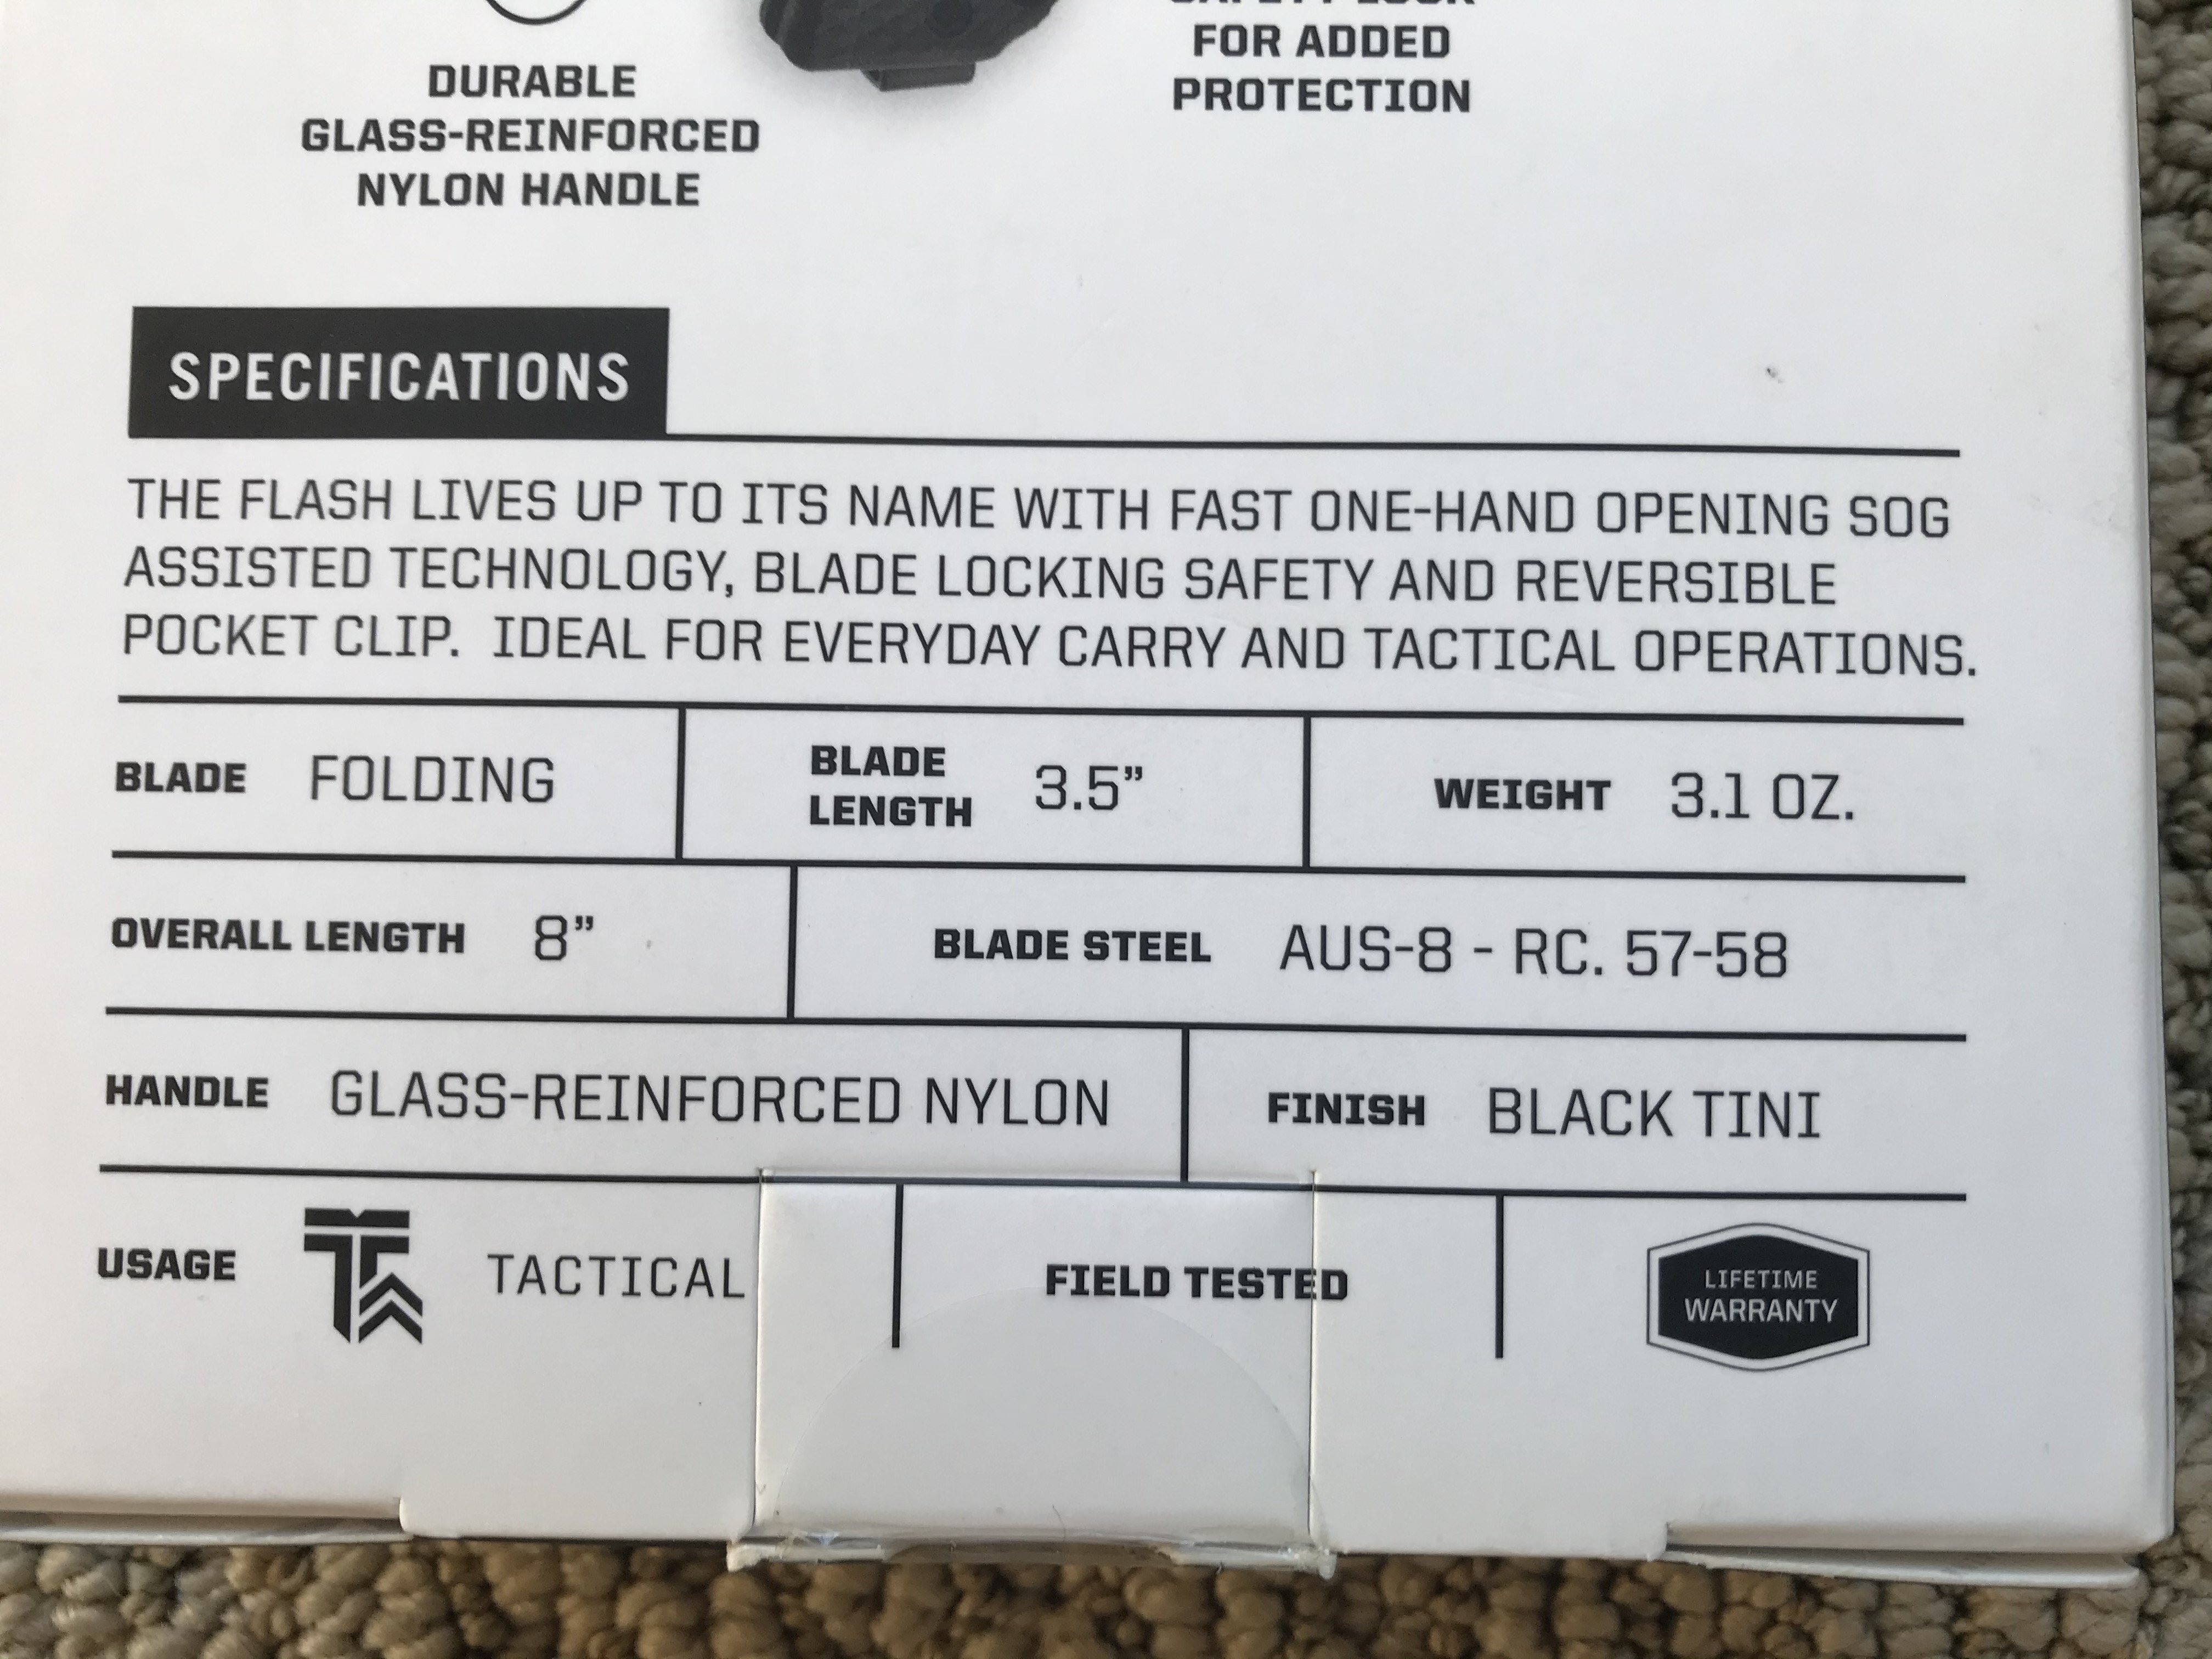 DURABLE
GLASS-REINFORCED
NYLON HANDLE
FOR ADDED
PROTECTION
SPECIFICATIONS
THE FLASH LIVES UP TO ITS NAME WITH FAST ONE-HAND OPENING SOG
ASSISTED TECHNOLOGY, BLADE LOCKING SAFETY AND REVERSIBLE
POCKET CLIP. IDEAL FOR EVERYDAY CARRY AND TACTICAL OPERATIONS.
BLADE FOLDING
BLADE
LENGTH 3.5”
WEIGHT 3.1 OZ.
OVERALL LENGTH 8”
BLADE STEEL AUS-8 - RC. 57-58
HANDLE GLASS-REINFORCED NYLON
FINISH BLACK TINI
USAGE TACTICAL
FIELD TESTED
LIFETIME
WARRANTY